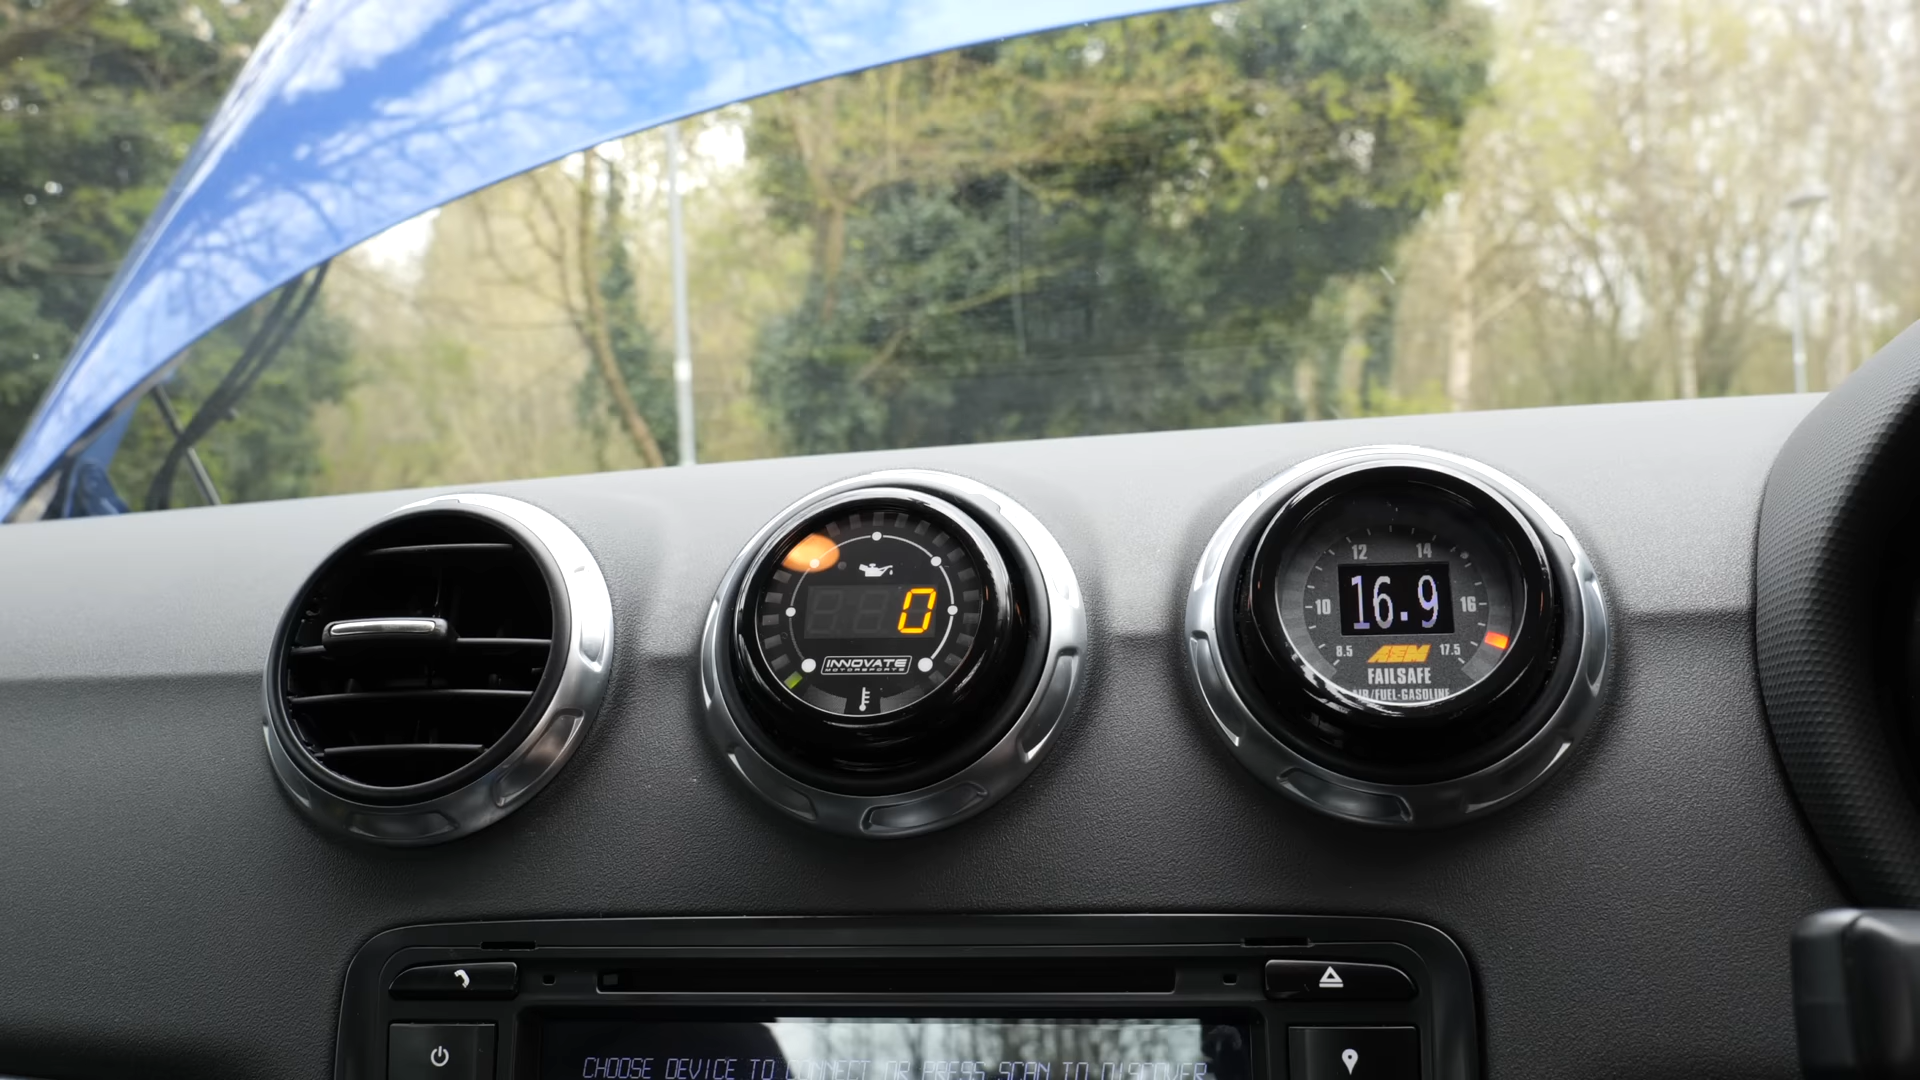 0
INNOVATE
MOTORSPORTS
12 14
10 16.9 16
8.5 AEM 17.5
FAILSAFE
AIR/FUEL-GASOLINE
CHOOSE DEVICE TO CONNECT OR PRESS SCAN TO DISCOVER